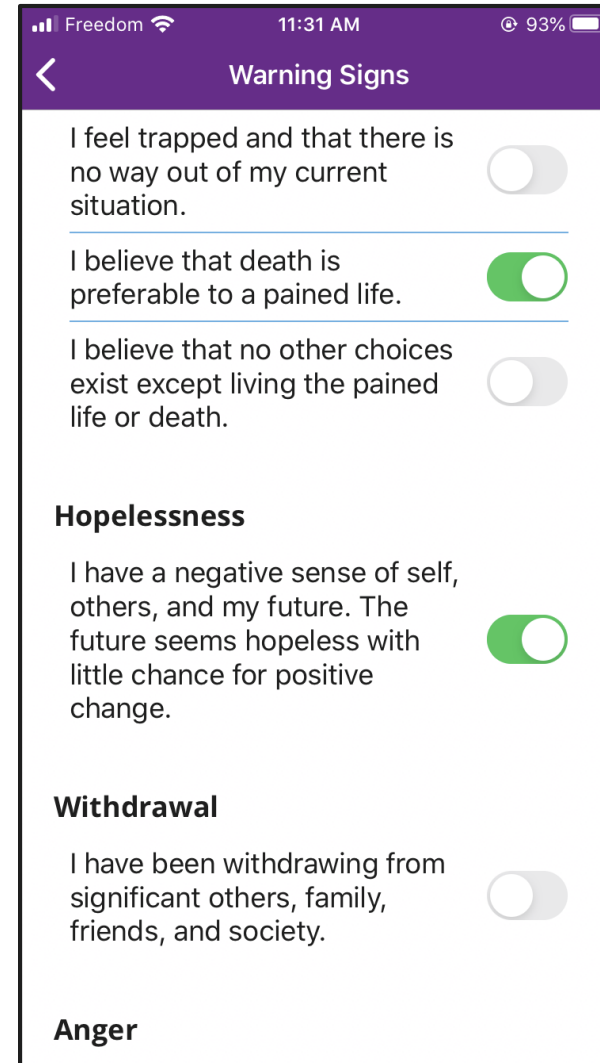 Freedom 11:31 AM 93%
Warning Signs
I feel trapped and that there is
no way out of my current
situation.
I believe that death is
preferable to a pained life.
I believe that no other choices
exist except living the pained
life or death.
Hopelessness
I have a negative sense of self,
others, and my future. The
future seems hopeless with
little chance for positive
change.
Withdrawal
I have been withdrawing from
significant others, family,
friends, and society.
Anger